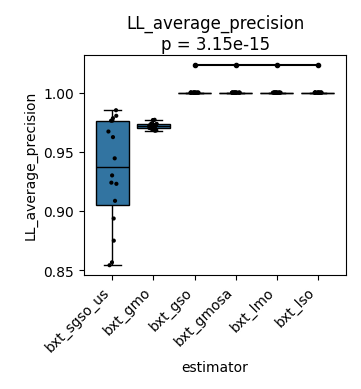 LL_average_precision
p = 3.15e-15
LL_average_precision
1.00
0.95
0.90
0.85
bxt_sgso_us
bxt_gmo
bxt_gso
bxt_gmosa
bxt_lmo
bxt_lso
estimator